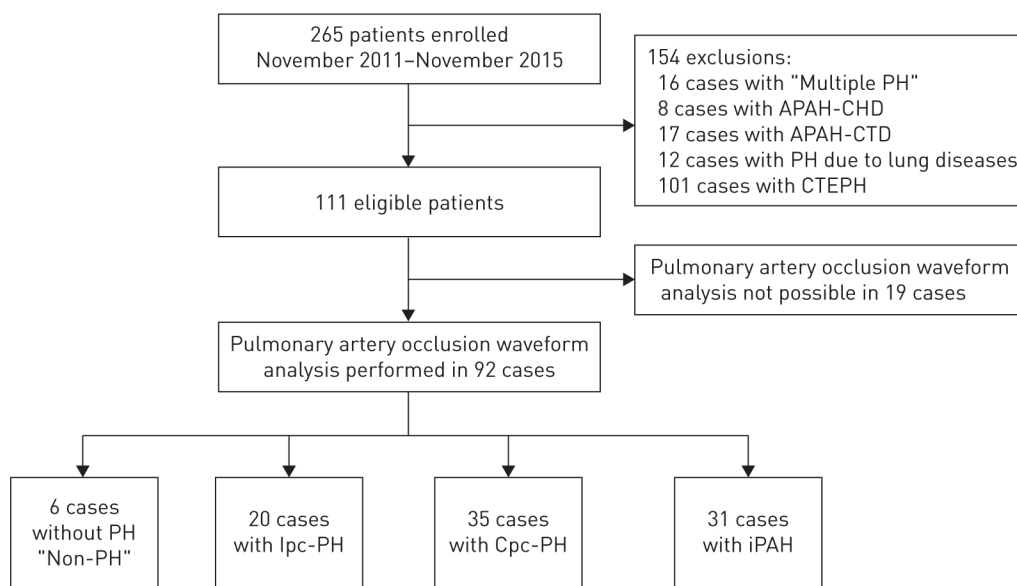 265 patients enrolled
November 2011–November 2015
154 exclusions:
16 cases with "Multiple PH"
8 cases with APAH-CHD
17 cases with APAH-CTD
12 cases with PH due to lung diseases
101 cases with CTEPH
111 eligible patients
Pulmonary artery occlusion waveform
analysis not possible in 19 cases
Pulmonary artery occlusion waveform
analysis performed in 92 cases
6 cases
without PH
"Non-PH"
20 cases
with Ipc-PH
35 cases
with Cpc-PH
31 cases
with iPAH